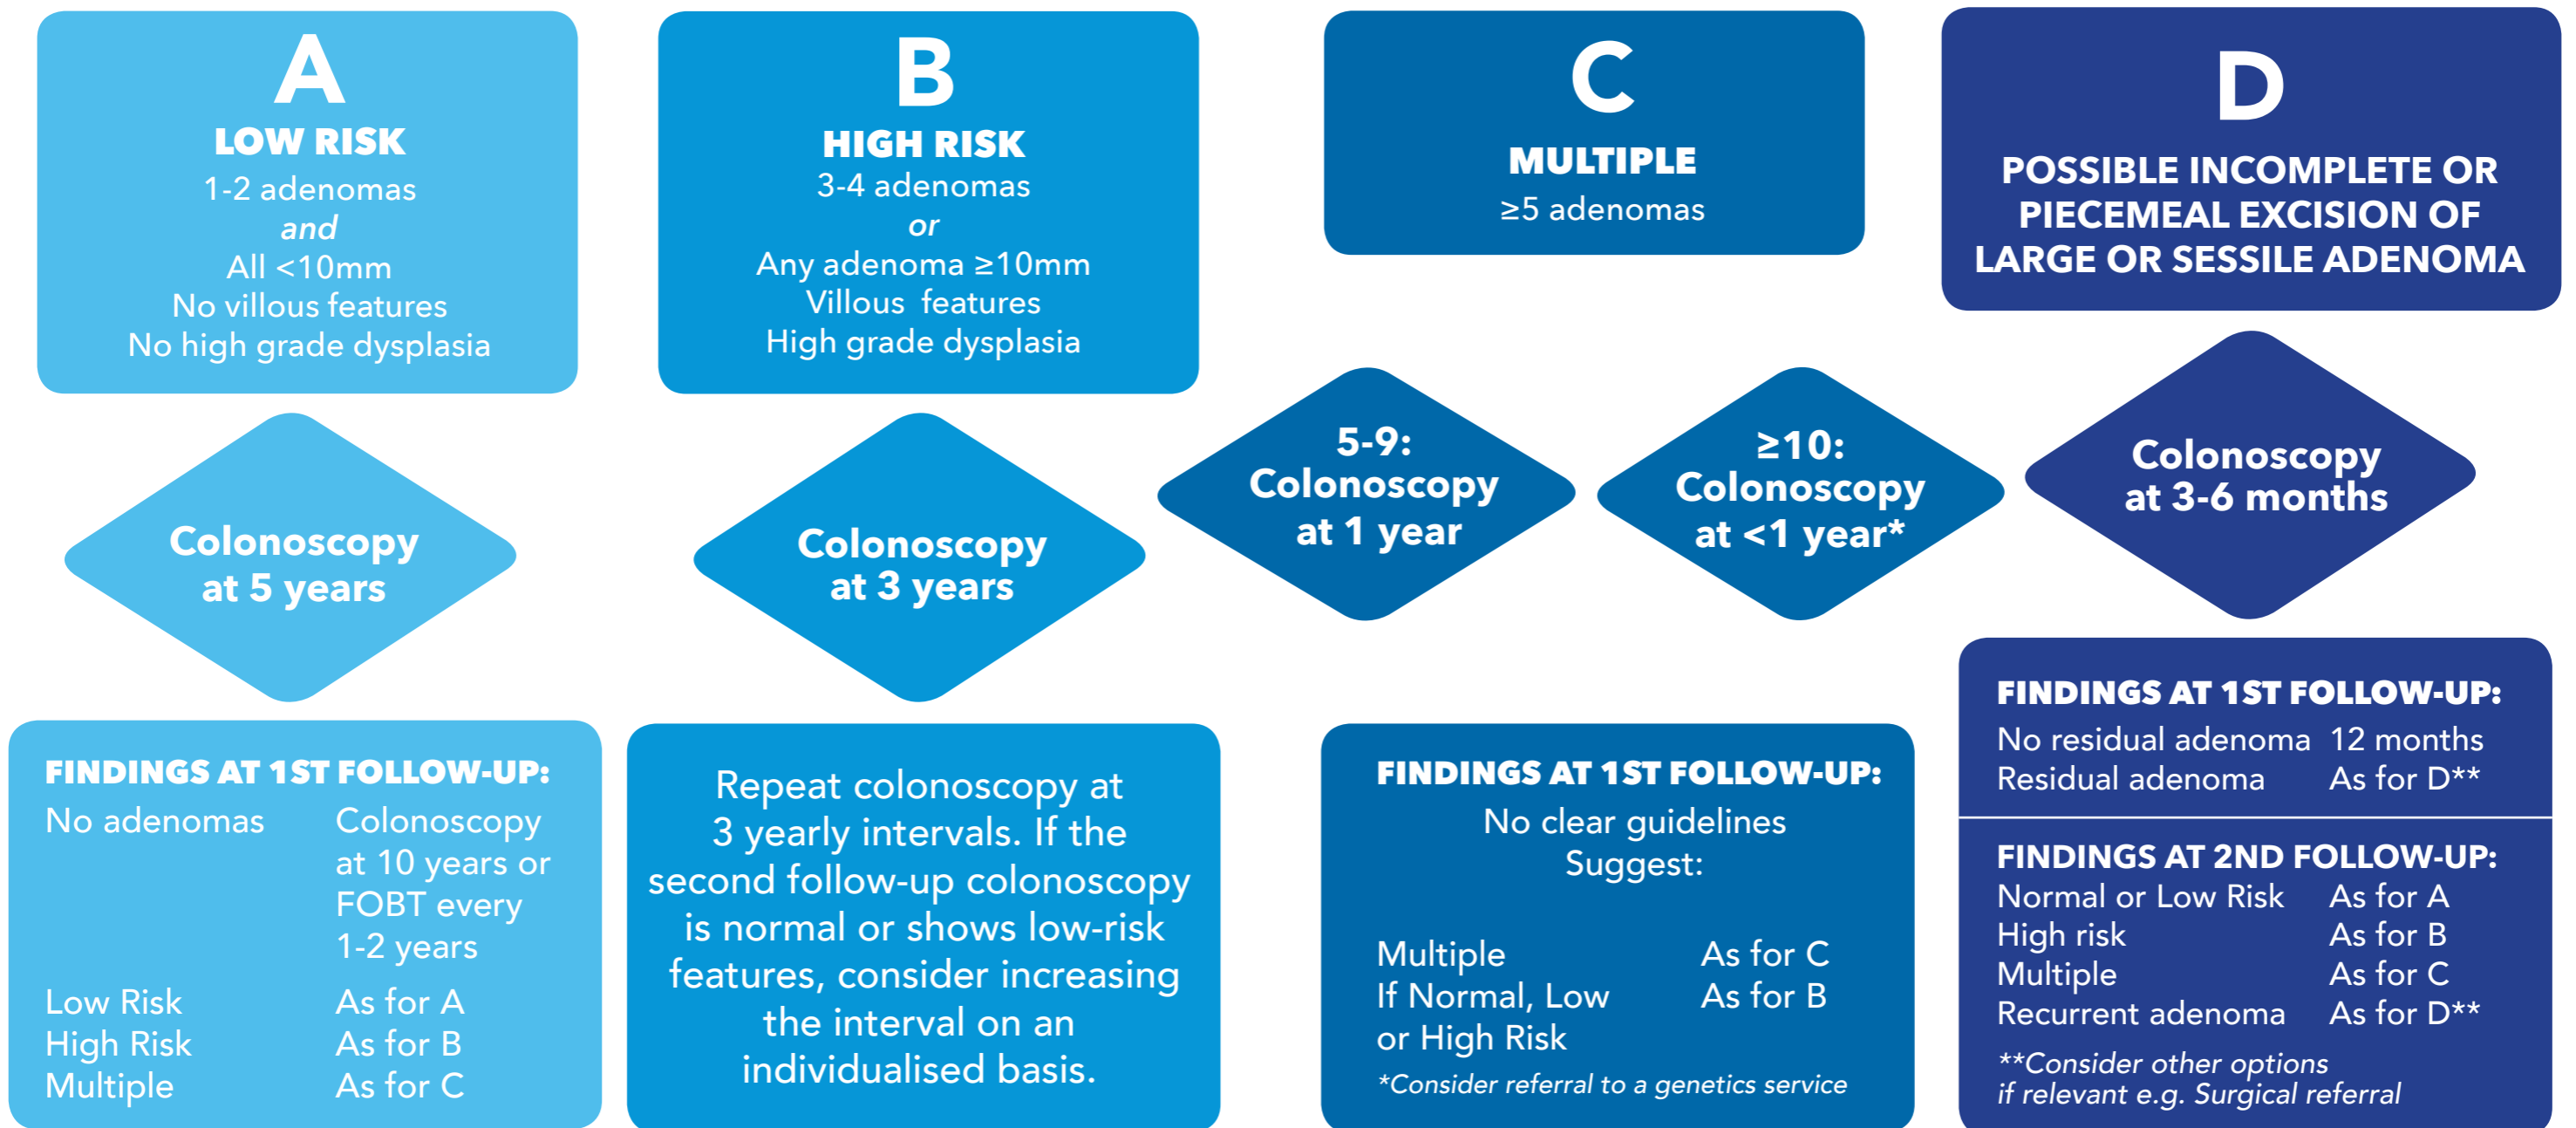 A
LOW RISK
1-2 adenomas
and
All <10mm
No villous features
No high grade dysplasia
Colonoscopy
at 5 years
FINDINGS AT 1ST FOLLOW-UP:
No adenomas Colonoscopy
at 10 years or
FOBT every
1-2 years
Low Risk As for A
High Risk As for B
Multiple As for C
B
HIGH RISK
3-4 adenomas
or
Any adenoma ≥10mm
Villous features
High grade dysplasia
Colonoscopy
at 3 years
Repeat colonoscopy at
3 yearly intervals. If the
second follow-up colonoscopy
is normal or shows low-risk
features, consider increasing
the interval on an
individualised basis.
C
MULTIPLE
≥5 adenomas
5-9:
Colonoscopy
at 1 year
≥10:
Colonoscopy
at <1 year*
FINDINGS AT 1ST FOLLOW-UP:
No clear guidelines
Suggest:
Multiple As for C
If Normal, Low As for B
or High Risk
*Consider referral to a genetics service
D
POSSIBLE INCOMPLETE OR
PIECEMEAL EXCISION OF
LARGE OR SESSILE ADENOMA
Colonoscopy
at 3-6 months
FINDINGS AT 1ST FOLLOW-UP:
No residual adenoma 12 months
Residual adenoma As for D**
FINDINGS AT 2ND FOLLOW-UP:
Normal or Low Risk As for A
High risk As for B
Multiple As for C
Recurrent adenoma As for D**
**Consider other options
if relevant e.g. Surgical referral